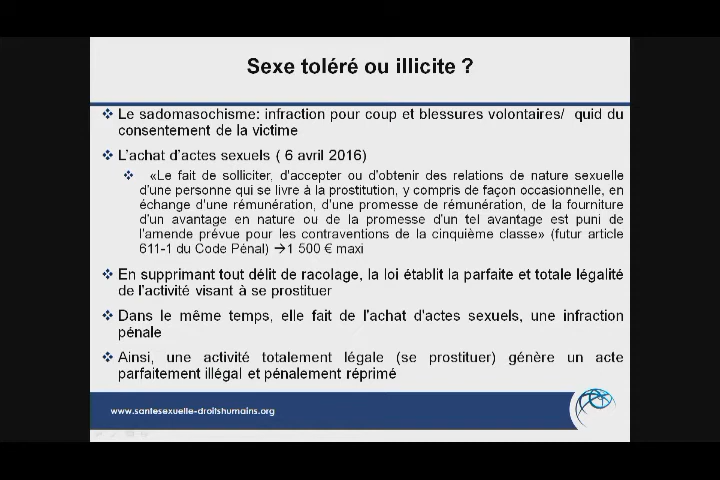 Sexe toléré ou illicite ?
❖ Le sadomasochisme: infraction pour coup et blessures volontaires/ quid du
consentement de la victime
❖ L'achat d'actes sexuels ( 6 avril 2016)
❖ «Le fait de solliciter, d'accepter ou d'obtenir des relations de nature sexuelle
d'une personne qui se livre à la prostitution, y compris de façon occasionnelle, en
échange d'une rémunération, d'une promesse de rémunération, de la fourniture
d'un avantage en nature ou de la promesse d'un tel avantage est puni de
l'amende prévue pour les contraventions de la cinquième classe» (futur article
611-1 du Code Pénal) →1 500 € maxi
❖ En supprimant tout délit de racolage, la loi établit la parfaite et totale légalité
de l'activité visant à se prostituer
❖ Dans le même temps, elle fait de l'achat d'actes sexuels, une infraction
pénale
❖ Ainsi, une activité totalement légale (se prostituer) génère un acte
parfaitement illégal et pénalement réprimé
www.santesexuelle-droitshumains.org